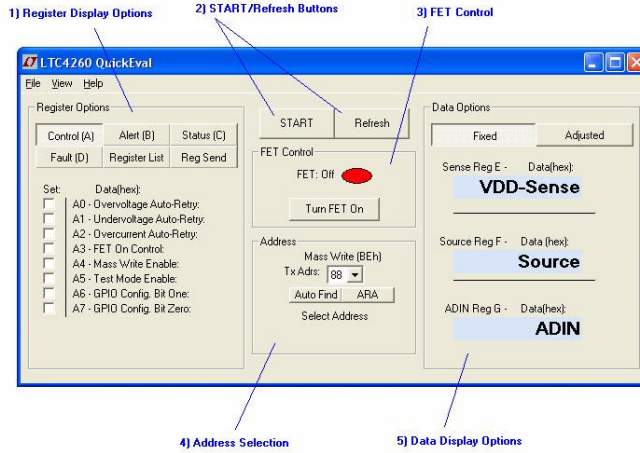 1) Register Display Options
2) START/Refresh Buttons
3) FET Control
LTC4260 QuickEval
File View Help
Register Options
Control (A) Alert (B) Status (C)
Fault (D) Register List Reg Send
Set: Data(hex):
A0 - Overvoltage Auto-Retry:
A1 - Undervoltage Auto-Retry:
A2 - Overcurrent Auto-Retry:
A3 - FET On Control:
A4 - Mass Write Enable:
A5 - Test Mode Enable:
A6 - GPIO Config. Bit One:
A7 - GPIO Config. Bit Zero:
START Refresh
FET Control
FET: Off
Turn FET On
Address
Mass Write (BEh)
Tx Adrs: 88
Auto Find ARA
Select Address
Data Options
Fixed Adjusted
Sense Reg E - Data(hex):
VDD-Sense
Source Reg F - Data (hex):
Source
ADIN Reg G - Data(hex):
ADIN
4) Address Selection
5) Data Display Options